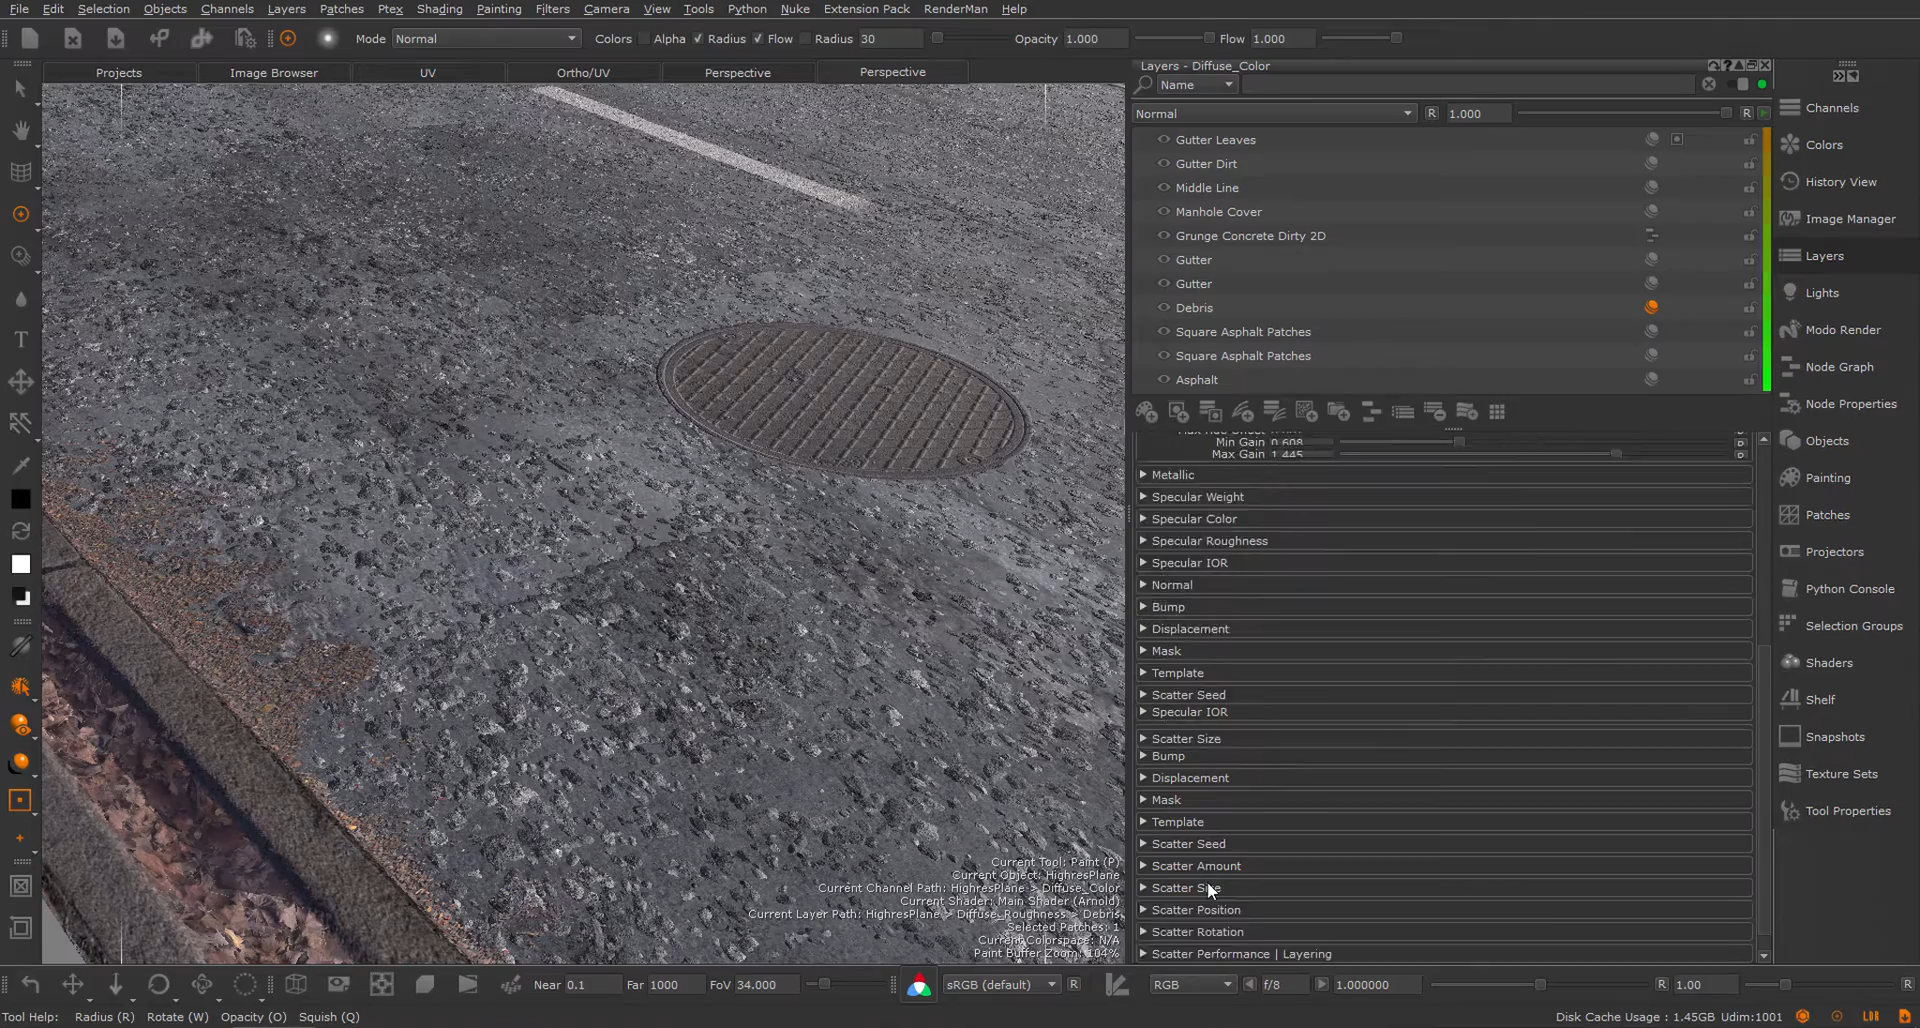 File Edit Selection Objects Channels Layers Patches Ptex Shading Painting Filters Camera View Tools Python Nuke Extension Pack RenderMan Help
Mode Normal Colors Alpha Radius Flow Radius 30 Opacity 1.000 Flow 1.000
Projects Image Browser UV Ortho/UV Perspective Perspective
Layers - Diffuse_Color
Name
Normal R 1.000 R
Gutter Leaves
Gutter Dirt
Middle Line
Manhole Cover
Grunge Concrete Dirty 2D
Gutter
Gutter
Debris
Square Asphalt Patches
Square Asphalt Patches
Asphalt
Min Gain 0.608
Max Gain 1.445
Metallic
Specular Weight
Specular Color
Specular Roughness
Specular IOR
Normal
Bump
Displacement
Mask
Template
Scatter Seed
Specular IOR
Scatter Size
Bump
Displacement
Mask
Template
Scatter Seed
Scatter Amount
Scatter Size
Scatter Position
Scatter Rotation
Scatter Performance | Layering
Channels
Colors
History View
Image Manager
Layers
Lights
Modo Render
Node Graph
Node Properties
Objects
Painting
Patches
Projectors
Python Console
Selection Groups
Shaders
Shelf
Snapshots
Texture Sets
Tool Properties
Current Tool: Paint (P)
Current Object: HighresPlane
Current Channel Path: HighresPlane > Diffuse_Color
Current Shader: Main Shader (Arnold)
Current Layer Path: HighresPlane > Diffuse_Roughness > Debris
Selected Patches: 1
Current Colorspace: N/A
Paint Buffer Zoom: 104%
Near 0.1 Far 1000 FoV 34.000 sRGB (default) R RGB f/8 1.000000 R 1.00 R
Tool Help: Radius (R) Rotate (W) Opacity (O) Squish (Q) Disk Cache Usage : 1.45GB Udim:1001 LDR